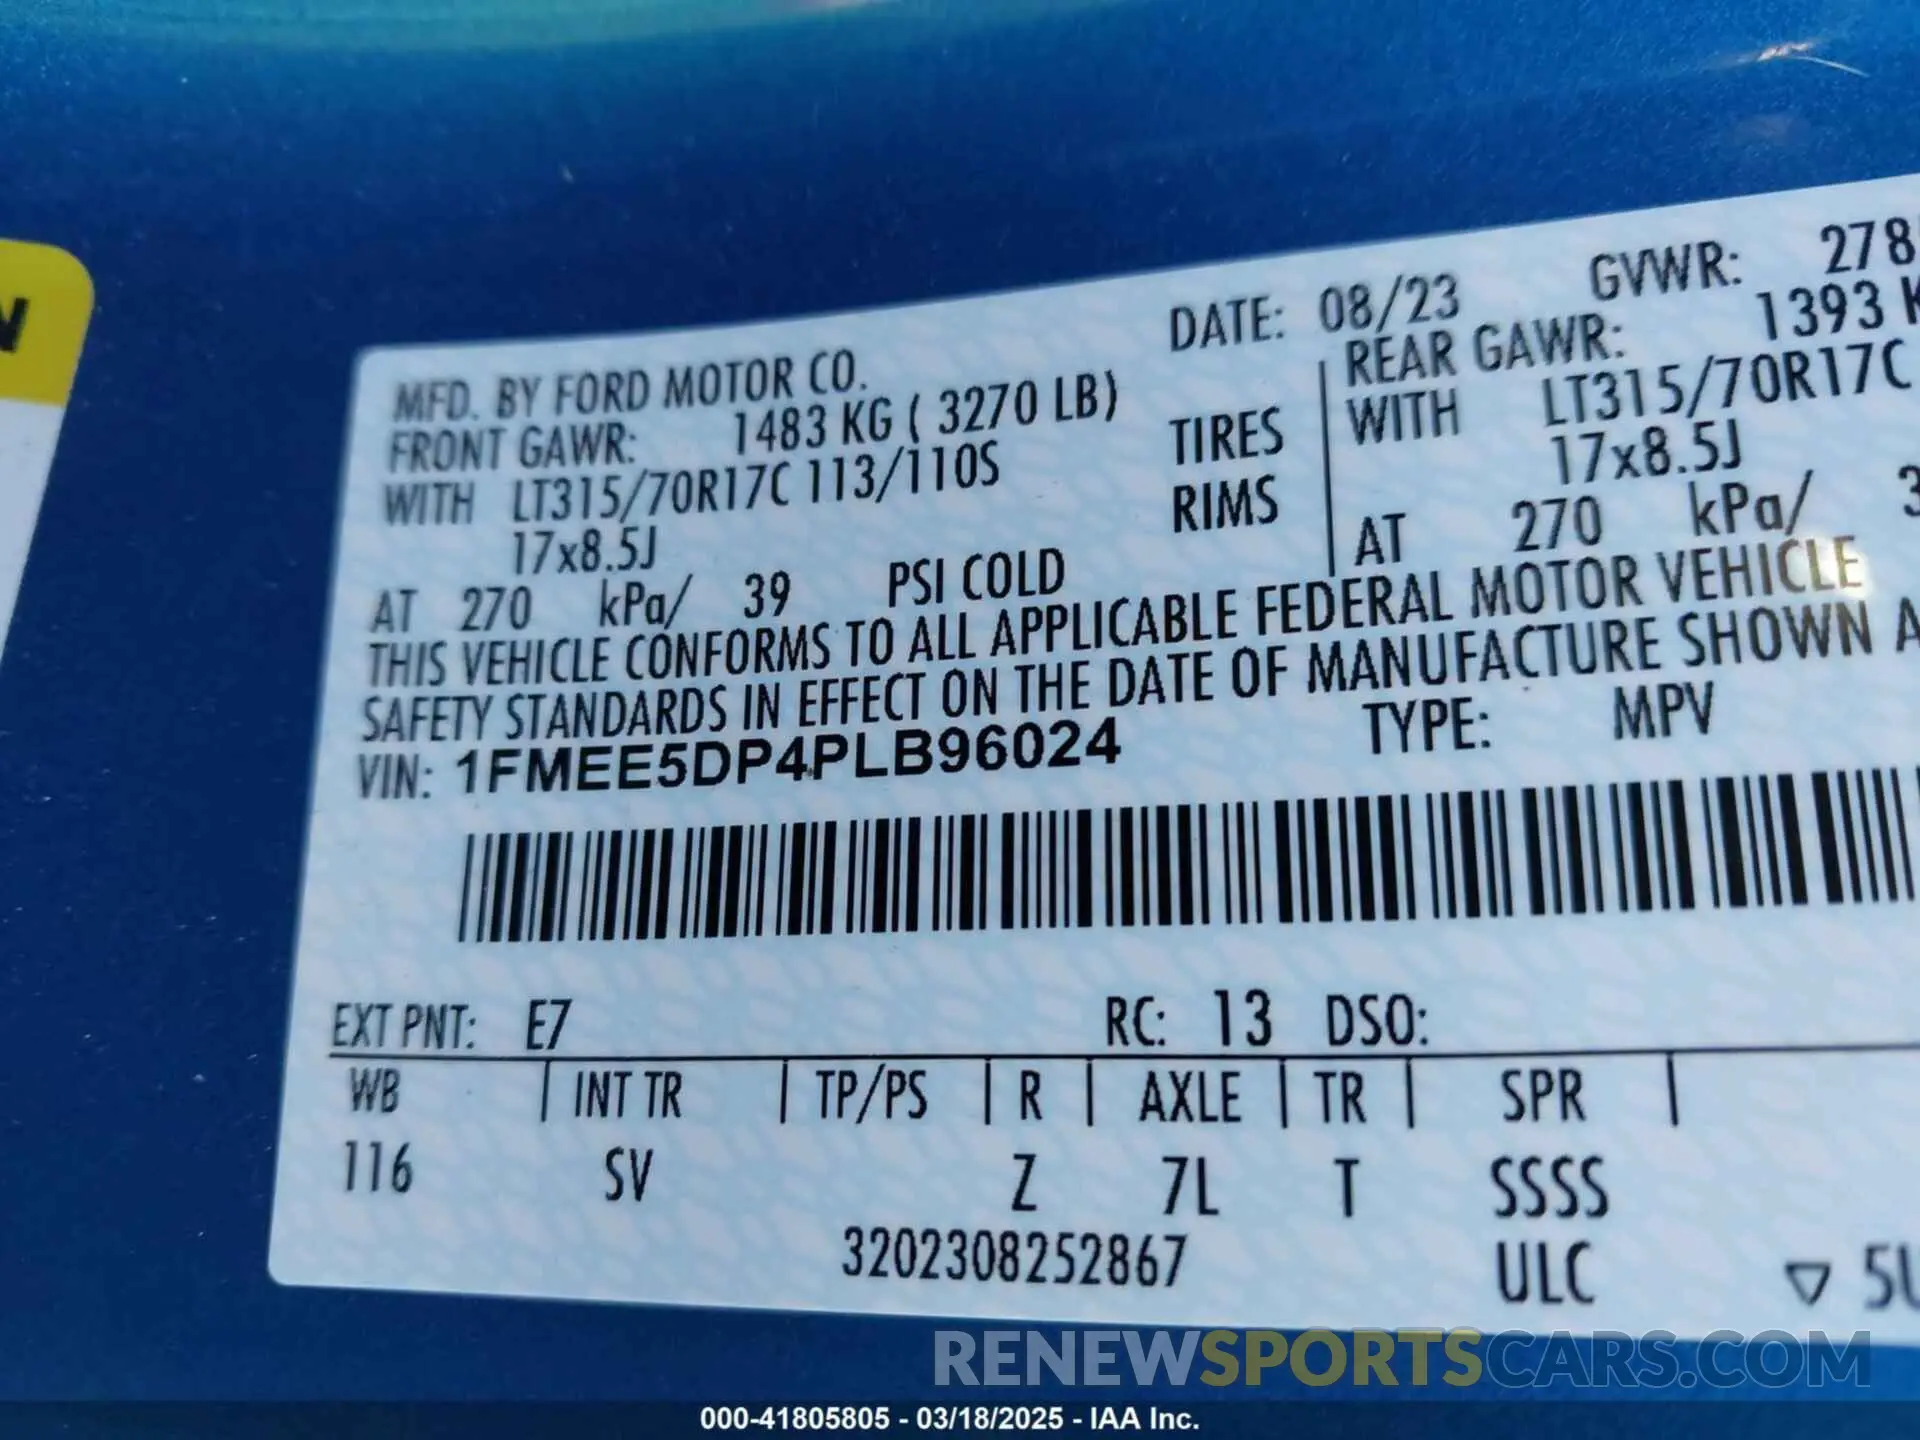 N
MFD. BY FORD MOTOR CO. DATE: 08/23 GVWR:
FRONT GAWR: 1483 KG ( 3270 LB) REAR GAWR: 1393
WITH LT315/70R17C 113/110S TIRES WITH LT315/70R17C
17x8.5J RIMS 17x8.5J
AT 270 kPa/ 39 PSI COLD AT 270 kPa/
THIS VEHICLE CONFORMS TO ALL APPLICABLE FEDERAL MOTOR VEHICLE
SAFETY STANDARDS IN EFFECT ON THE DATE OF MANUFACTURE SHOWN
VIN: 1FMEE5DP4PLB96024 TYPE: MPV
EXT PNT: E7 RC: 13 DSO:
WB | INT TR | TP/PS | R | AXLE | TR | SPR |
116 SV Z 7L T SSSS
3202308252867 ULC ▽
RENEWSPORTSCARS.COM
000-41805805 - 03/18/2025 - IAA Inc.